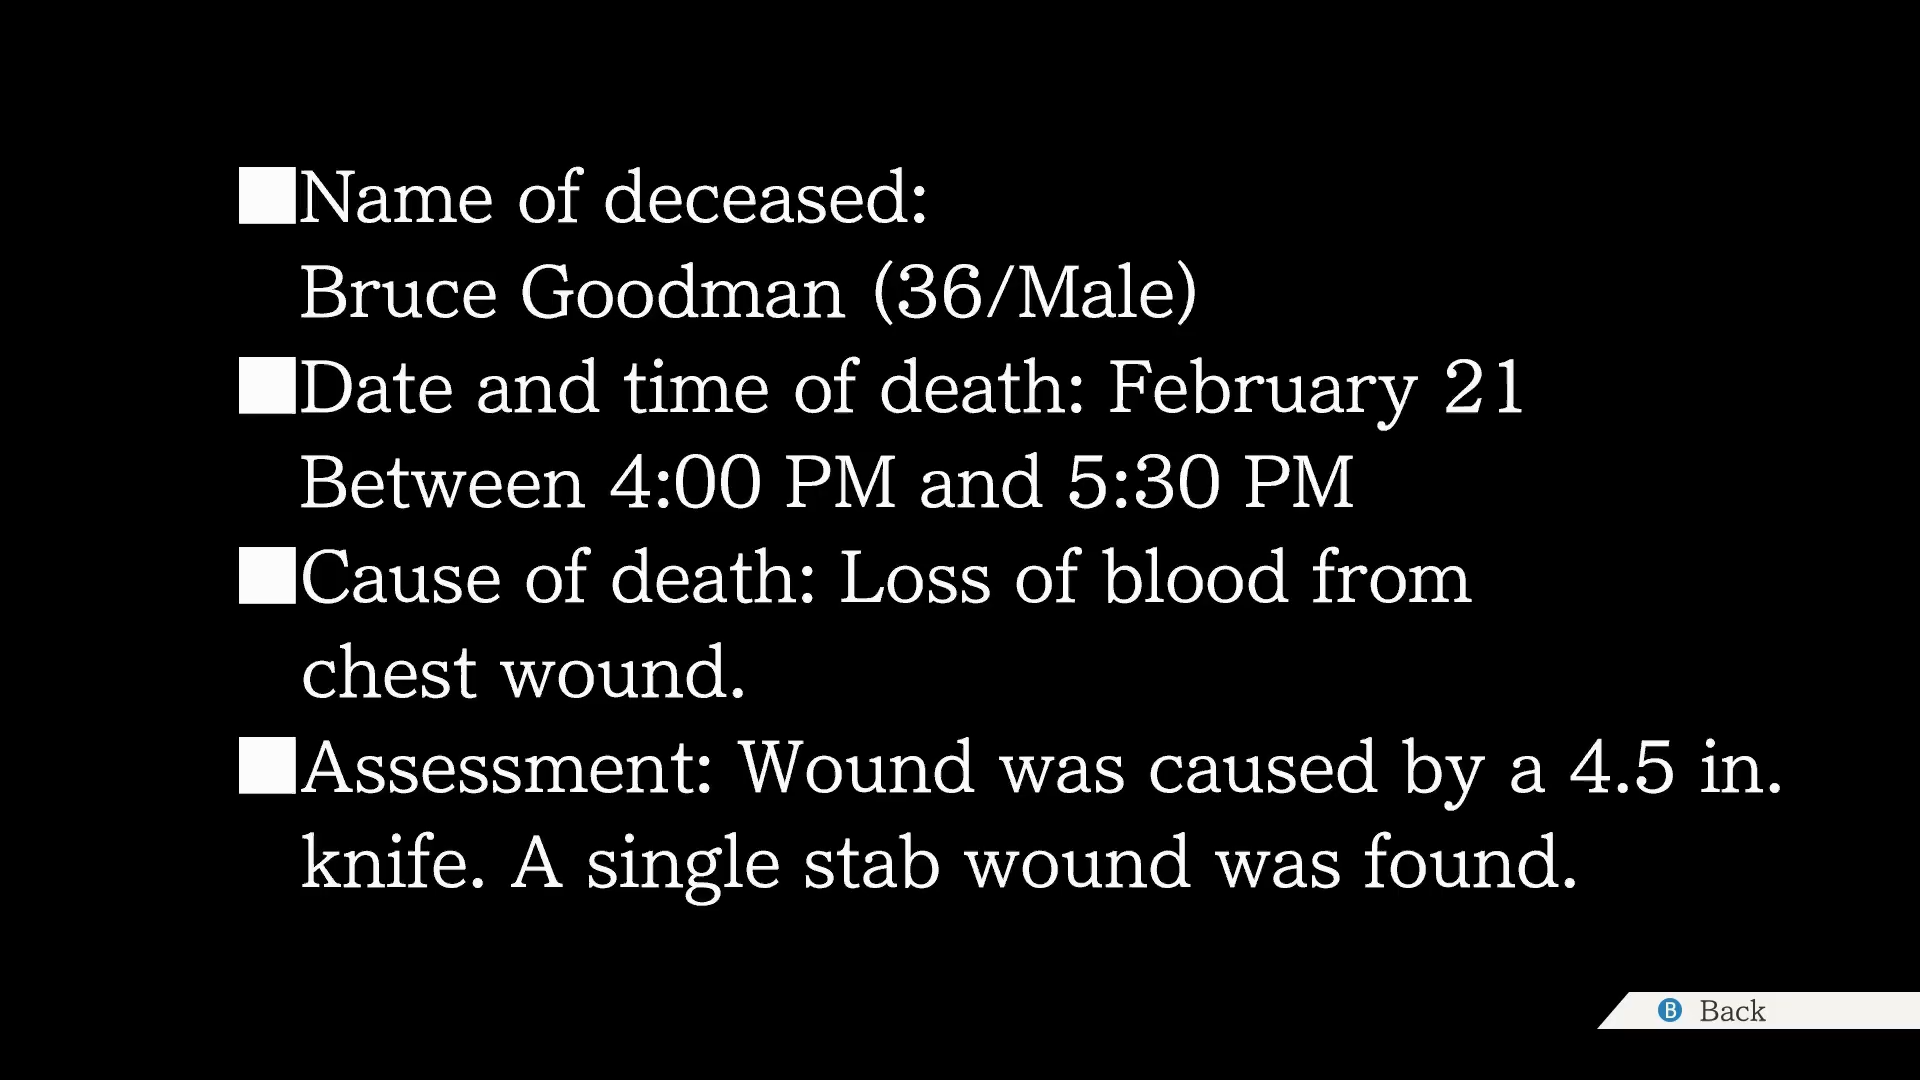 ■Name of deceased:
Bruce Goodman (36/Male)
■Date and time of death: February 21
Between 4:00 PM and 5:30 PM
■Cause of death: Loss of blood from
chest wound.
■Assessment: Wound was caused by a 4.5 in.
knife. A single stab wound was found.
B Back